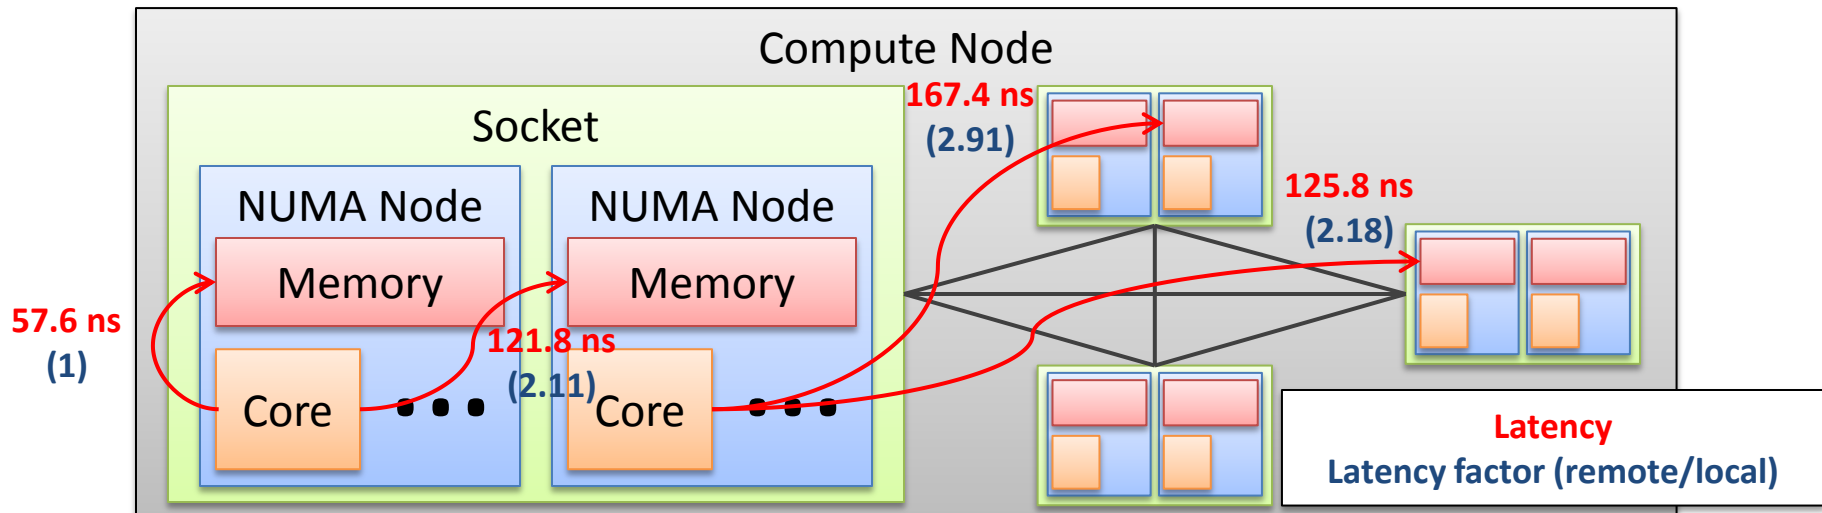 Compute Node
Socket
167.4 ns
(2.91)
NUMA Node
NUMA Node
125.8 ns
(2.18)
Memory
Memory
57.6 ns
(1)
121.8 ns
(2.11)
Core
...
Core
...
Latency
Latency factor (remote/local)